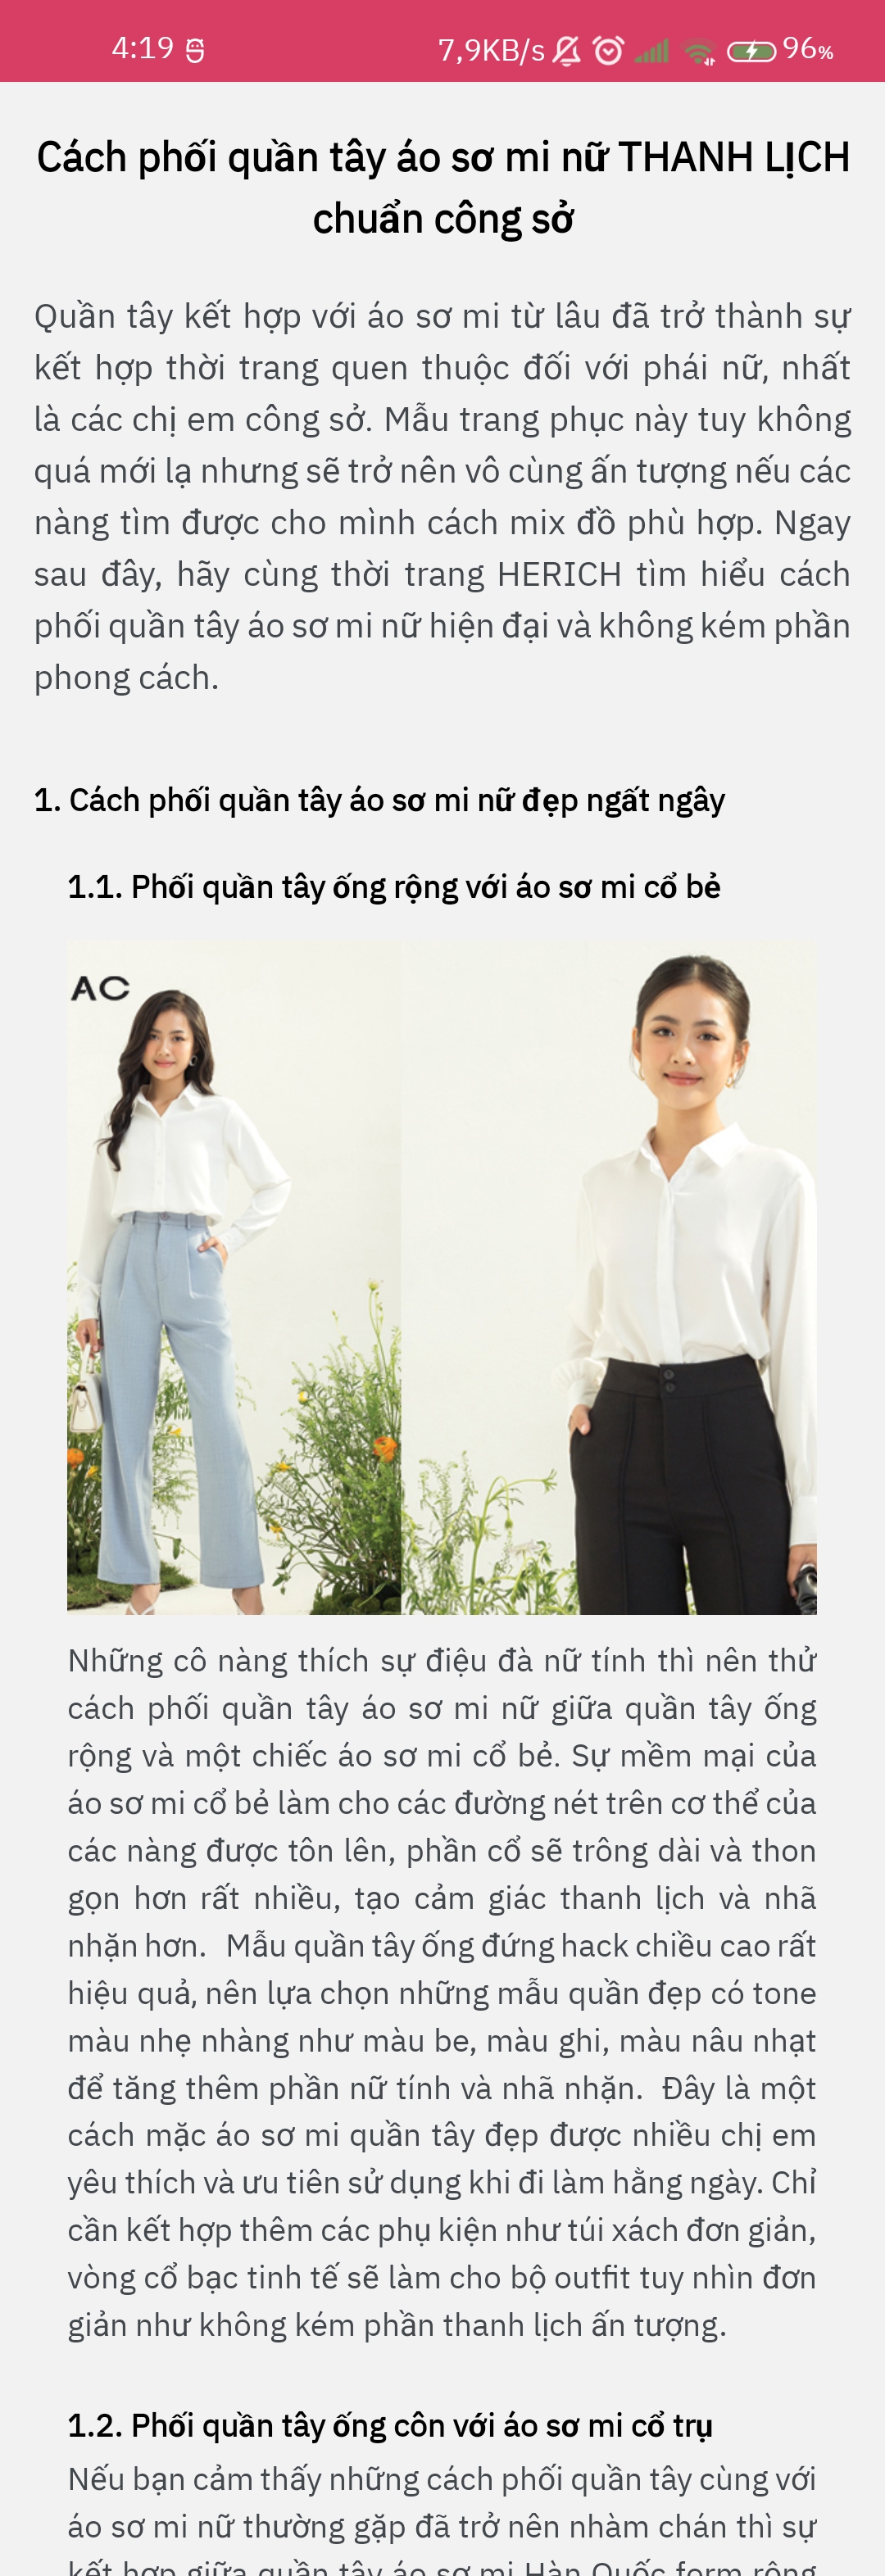 4:19 7,9KB/s 96%
Cách phối quần tây áo sơ mi nữ THANH LỊCH
chuẩn công sở
Quần tây kết hợp với áo sơ mi từ lâu đã trở thành sự
kết hợp thời trang quen thuộc đối với phái nữ, nhất
là các chị em công sở. Mẫu trang phục này tuy không
quá mới lạ nhưng sẽ trở nên vô cùng ấn tượng nếu các
nàng tìm được cho mình cách mix đồ phù hợp. Ngay
sau đây, hãy cùng thời trang HERICH tìm hiểu cách
phối quần tây áo sơ mi nữ hiện đại và không kém phần
phong cách.
1. Cách phối quần tây áo sơ mi nữ đẹp ngất ngây
1.1. Phối quần tây ống rộng với áo sơ mi cổ bẻ
AC
Những cô nàng thích sự điệu đà nữ tính thì nên thử
cách phối quần tây áo sơ mi nữ giữa quần tây ống
rộng và một chiếc áo sơ mi cổ bẻ. Sự mềm mại của
áo sơ mi cổ bẻ làm cho các đường nét trên cơ thể của
các nàng được tôn lên, phần cổ sẽ trông dài và thon
gọn hơn rất nhiều, tạo cảm giác thanh lịch và nhã
nhặn hơn. Mẫu quần tây ống đứng hack chiều cao rất
hiệu quả, nên lựa chọn những mẫu quần đẹp có tone
màu nhẹ nhàng như màu be, màu ghi, màu nâu nhạt
để tăng thêm phần nữ tính và nhã nhặn. Đây là một
cách mặc áo sơ mi quần tây đẹp được nhiều chị em
yêu thích và ưu tiên sử dụng khi đi làm hằng ngày. Chỉ
cần kết hợp thêm các phụ kiện như túi xách đơn giản,
vòng cổ bạc tinh tế sẽ làm cho bộ outfit tuy nhìn đơn
giản như không kém phần thanh lịch ấn tượng.
1.2. Phối quần tây ống côn với áo sơ mi cổ trụ
Nếu bạn cảm thấy những cách phối quần tây cùng với
áo sơ mi nữ thường gặp đã trở nên nhàm chán thì sự
kết hợp giữa quần tây áo sơ mi Hàn Quốc form rộng